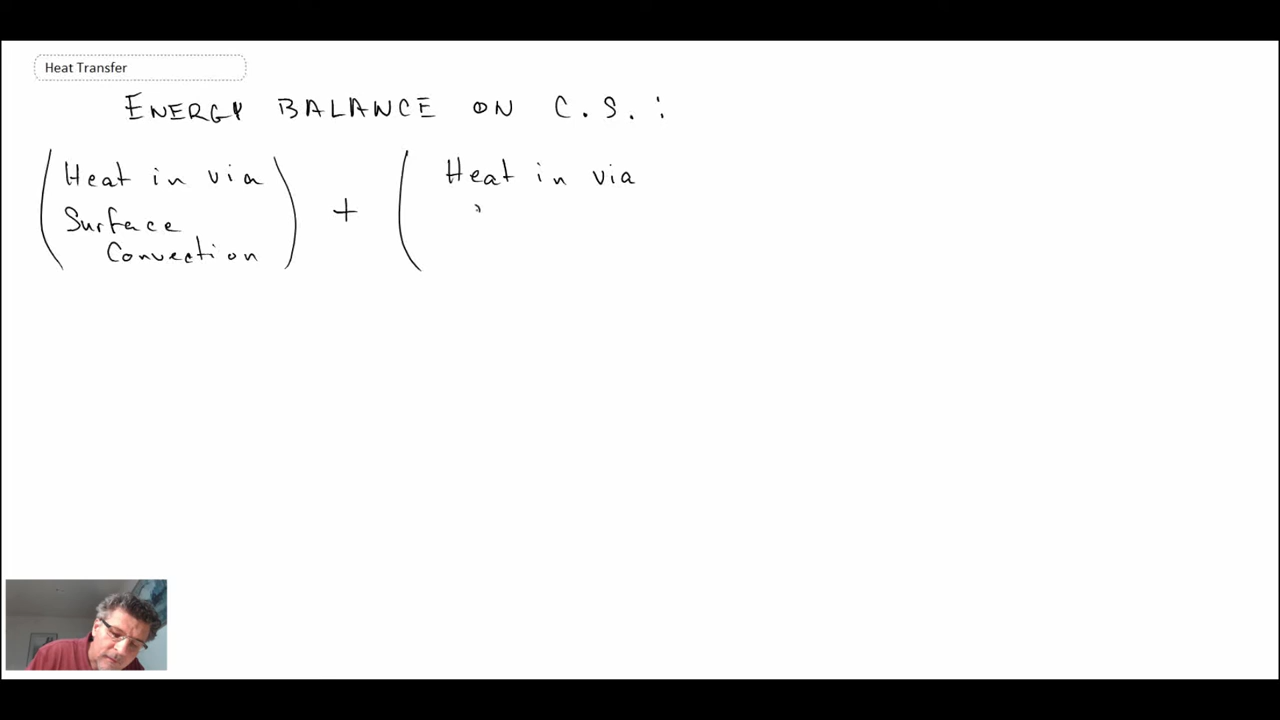 Heat Transfer
ENERGY BALANCE ON C.S. :
(Heat in via Surface Convection) + (Heat in via